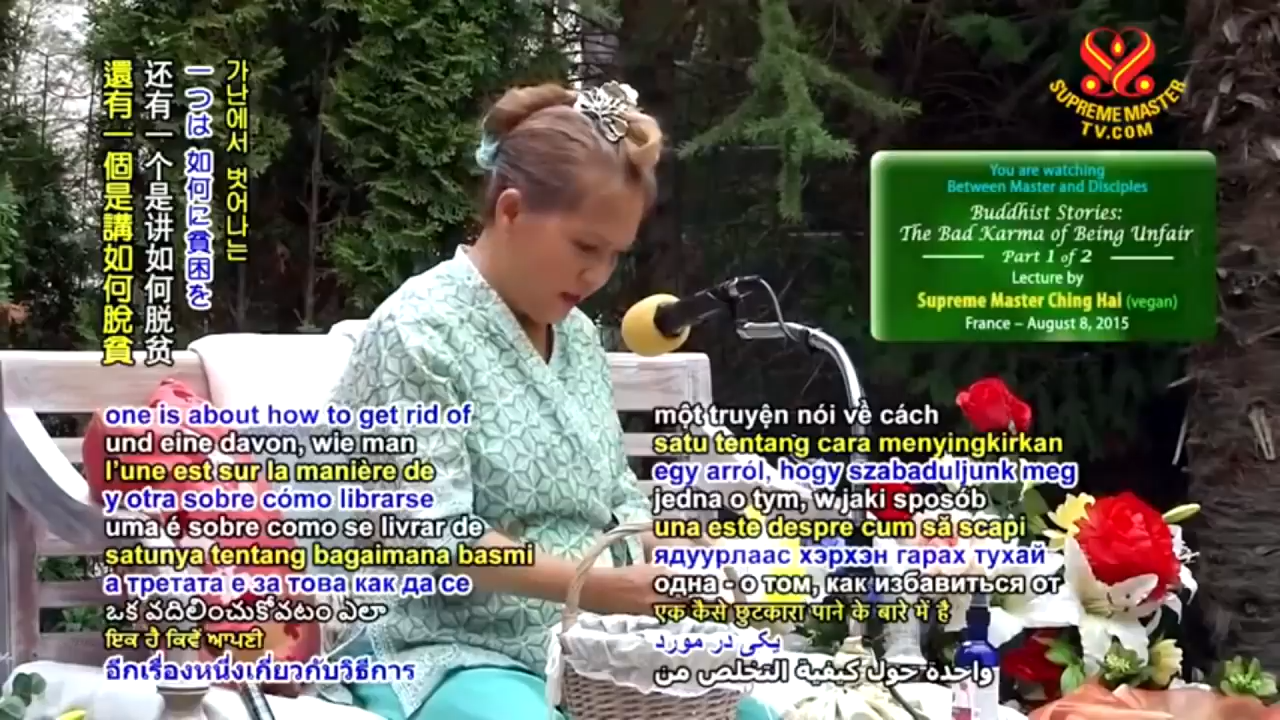 가난에서 벗어나는
一つは 如何に貧困を
还有一个是讲如何脱贫
還有一個是講如何脫貧
SUPREME MASTER
TV.COM
You are watching
Between Master and Disciples
Buddhist Stories:
The Bad Karma of Being Unfair
Part 1 of 2
Lecture by
Supreme Master Ching Hai (vegan)
France – August 8, 2015
one is about how to get rid of
und eine davon, wie man
l'une est sur la manière de
y otra sobre cómo librarse
uma é sobre como se livrar de
satunya tentang bagaimana basmi
а третата е за това как да се
ఒక వదిలించుకోవటం ఎలా
ਇਕ ਹੈ ਕਿਵੇਂ ਆਪਣੀ
อีกเรื่องหนึ่งเกี่ยวกับวิธีการ
một truyện nói về cách
satu tentang cara menyingkirkan
egy arról, hogy szabaduljunk meg
jedna o tym, w jaki sposób
una este despre cum să scapi
ядуурлаас хэрхэн гарах тухай
одна - о том, как избавиться от
एक कैसे छुटकारा पाने के बारे में है
یکی در مورد
واحدة حول كيفية التخلص من